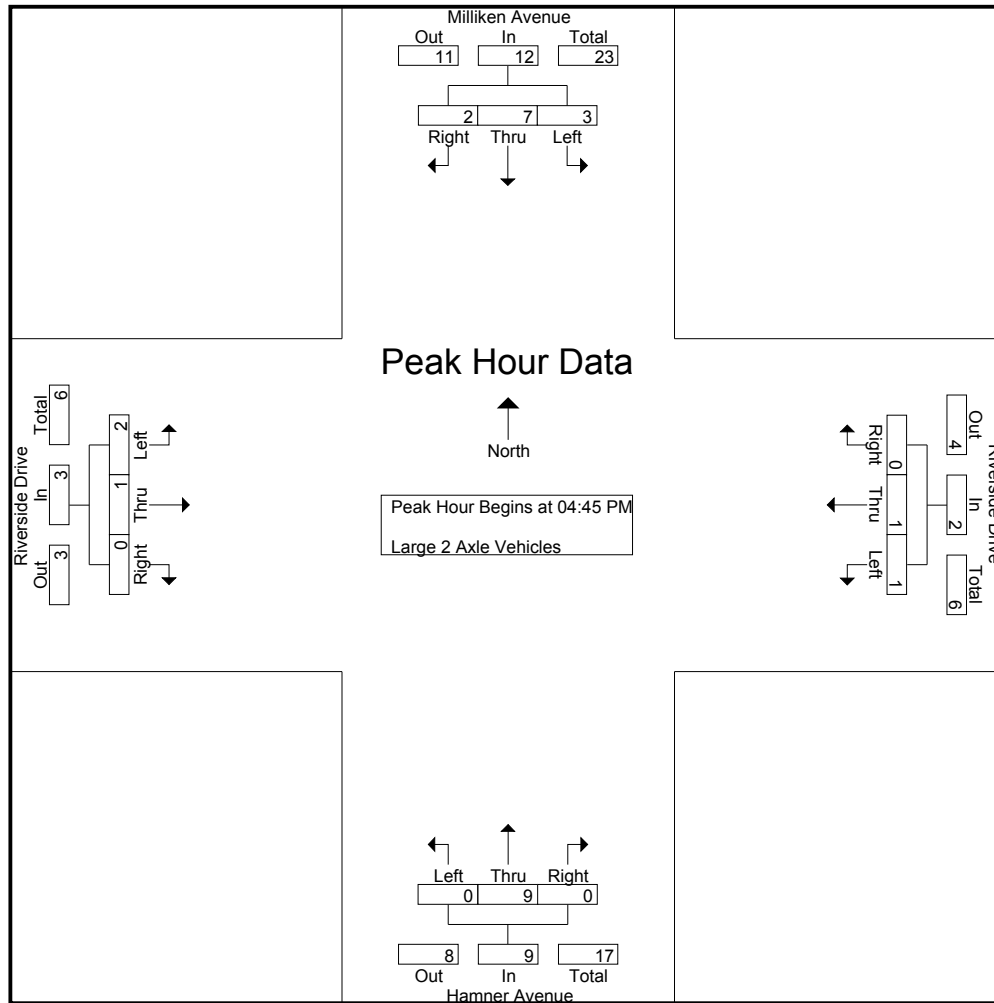 Milliken Avenue
Out In Total
11 12 23
2 7 3
Right Thru Left
Peak Hour Data
North
Peak Hour Begins at 04:45 PM
Large 2 Axle Vehicles
Riverside Drive
Total In Out
6 3 3
2 1 0
Left Thru Right
Right Thru Left
0 1 1
4 2 6
Out In Total
Riverside Drive
Left Thru Right
0 9 0
8 9 17
Out In Total
Hamner Avenue